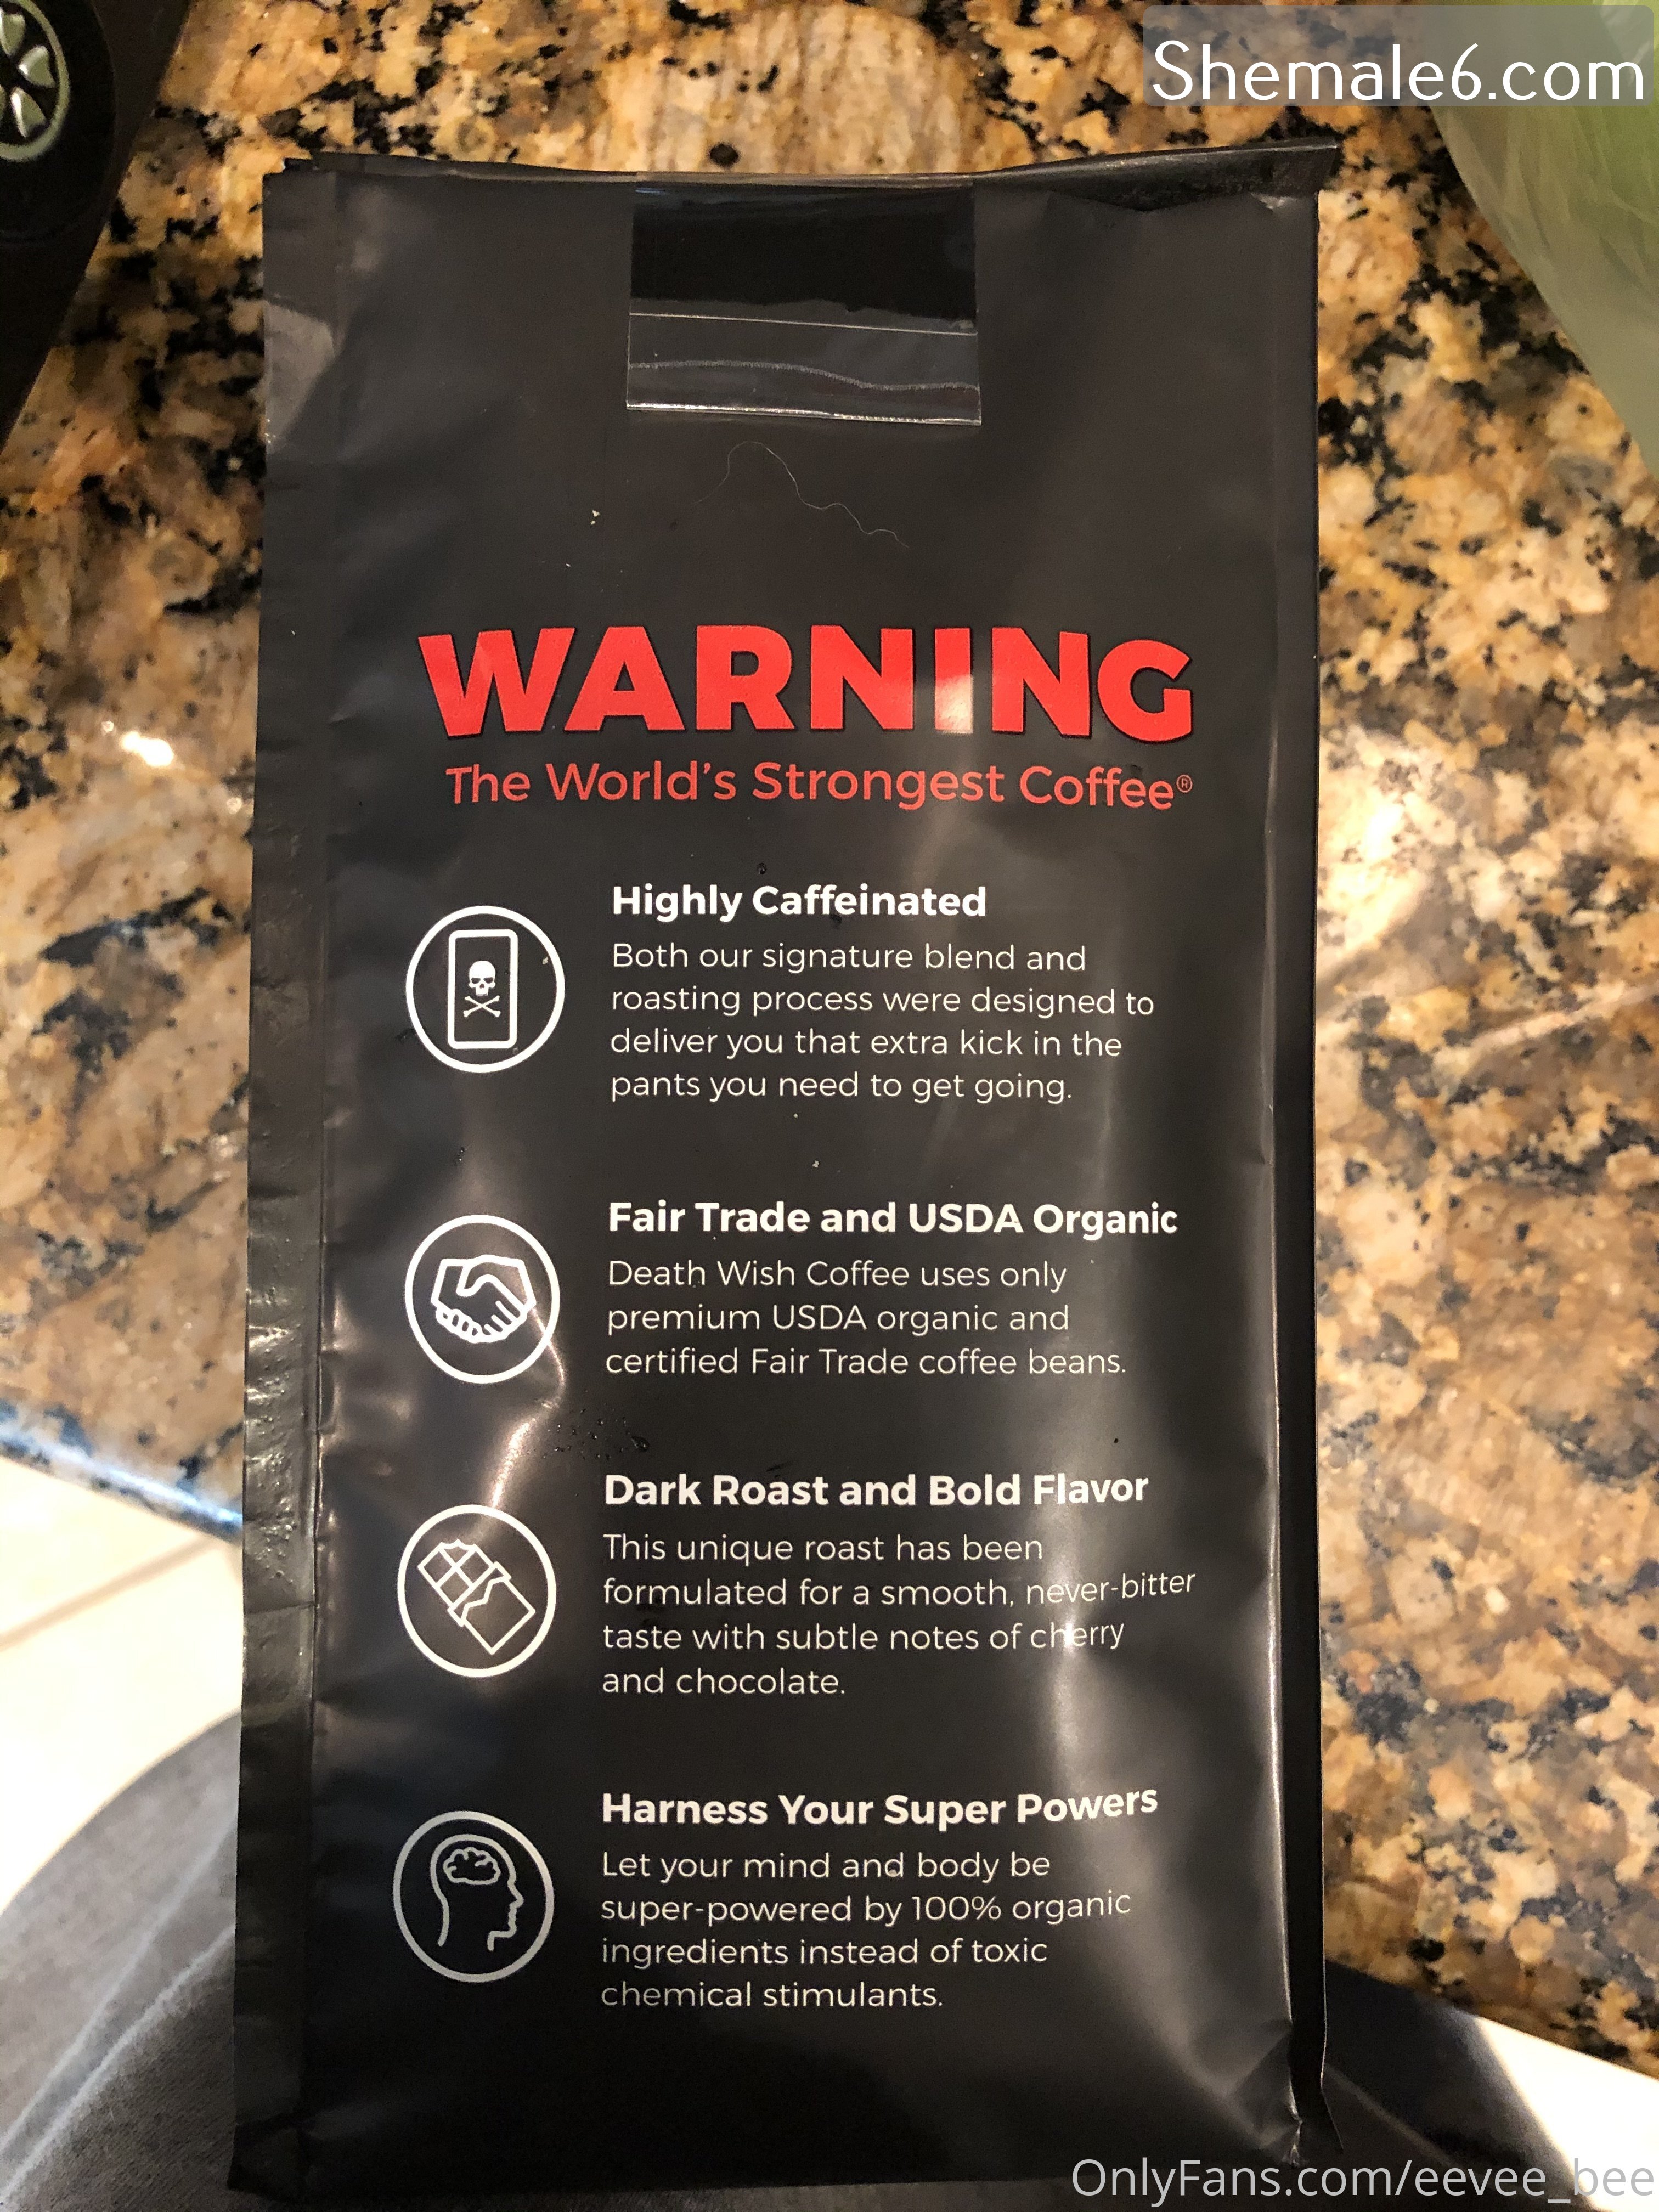 Shemale6.com
WARNING
The World's Strongest Coffee®
Highly Caffeinated
Both our signature blend and
roasting process were designed to
deliver you that extra kick in the
pants you need to get going.
Fair Trade and USDA Organic
Death Wish Coffee uses only
premium USDA organic and
certified Fair Trade coffee beans.
Dark Roast and Bold Flavor
This unique roast has been
formulated for a smooth, never-bitter
taste with subtle notes of cherry
and chocolate.
Harness Your Super Powers
Let your mind and body be
super-powered by 100% organic
ingredients instead of toxic
chemical stimulants.
OnlyFans.com/eevee_bee